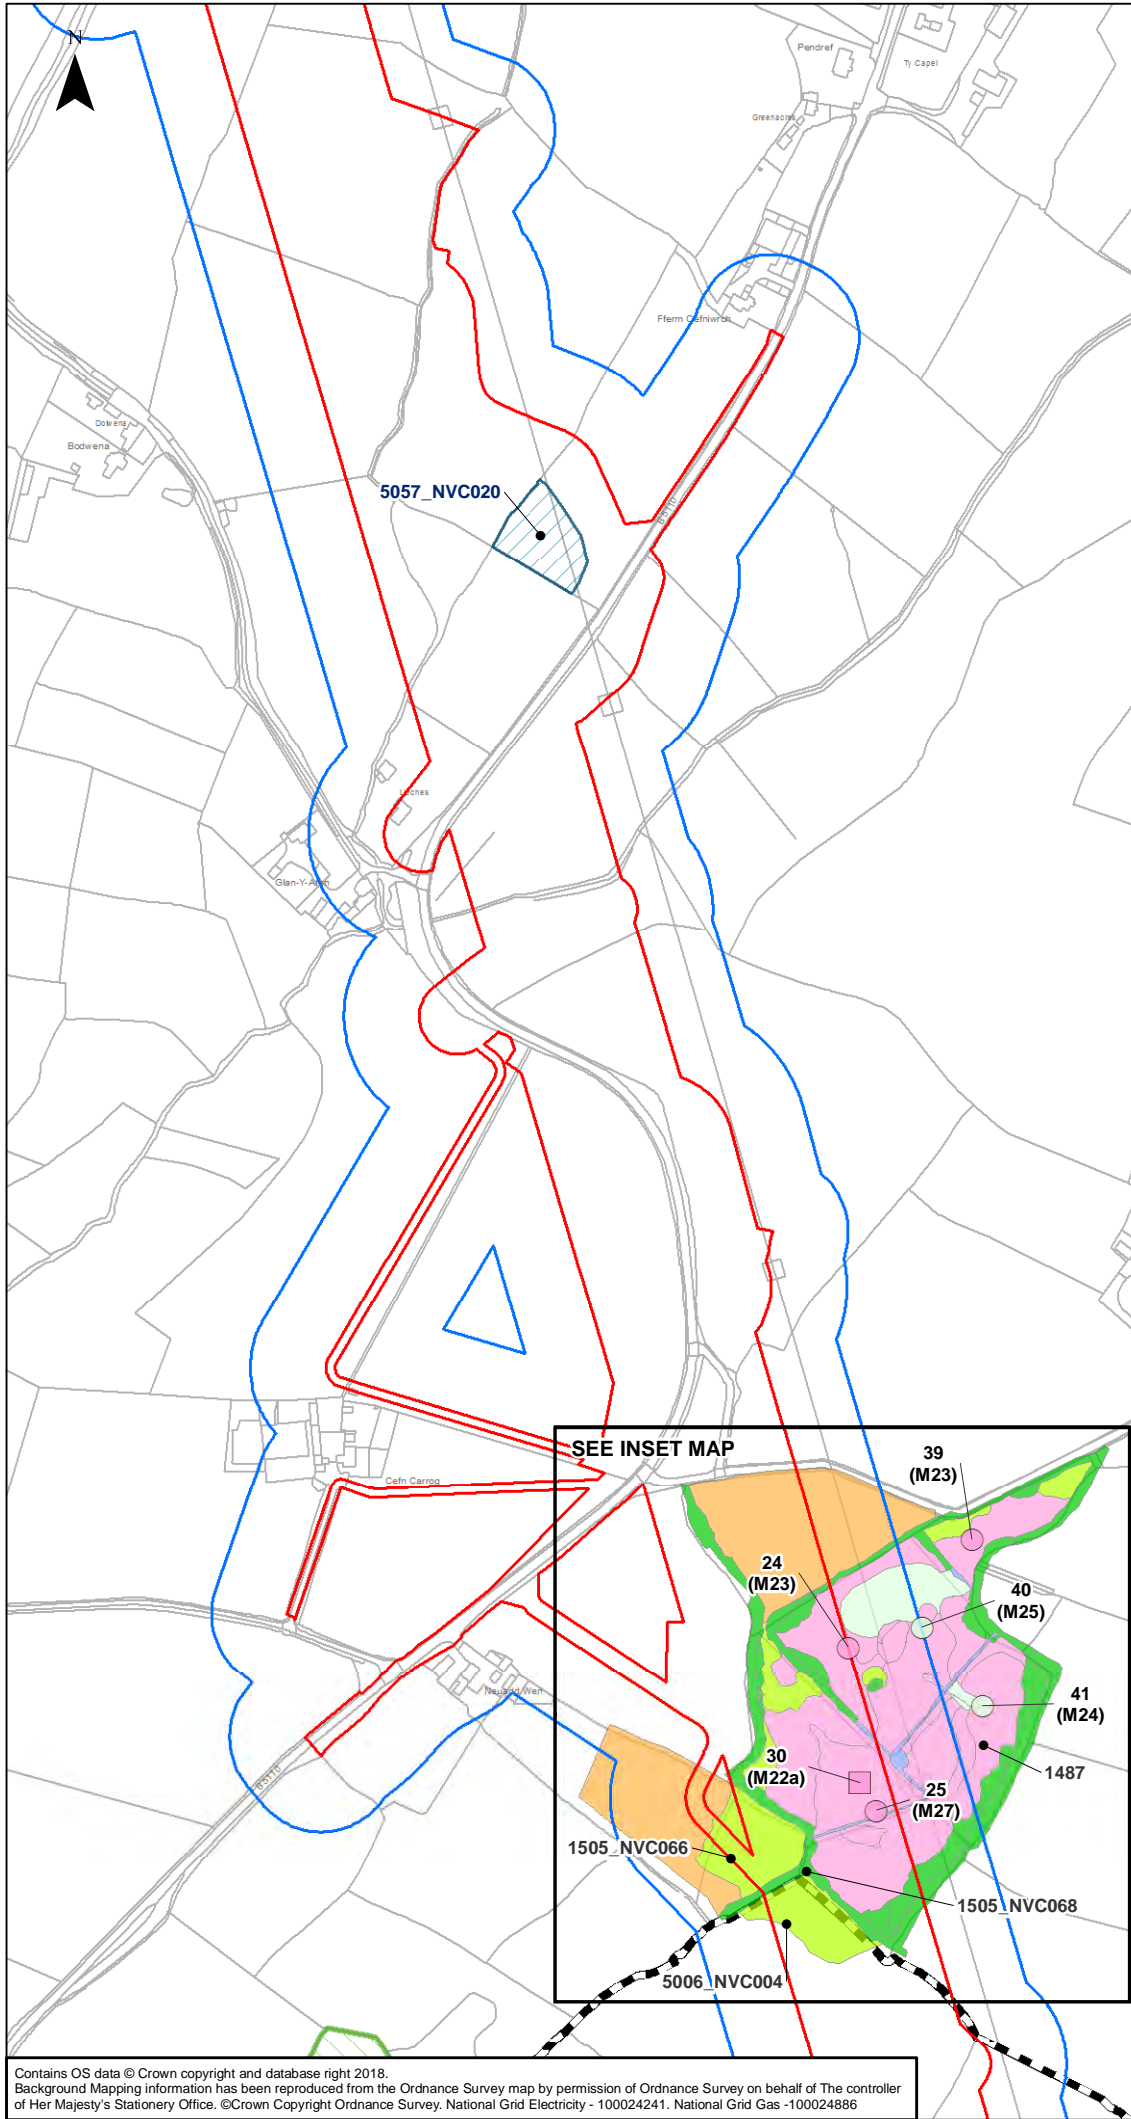 N
Pendref
Ty Capel
Greenacres
Fferm Cefniwrch
Dolwena
Bodwena
5057_NVC020
B5110
Lloches
Glan-Y-Afon
SEE INSET MAP
39
(M23)
Cefn Carrog
24
(M23)
40
(M25)
Neuadd Wen
41
(M24)
30
(M22a)
1487
25
(M27)
B5110
1505_NVC066
1505_NVC068
5006_NVC004
Contains OS data © Crown copyright and database right 2018.
Background Mapping information has been reproduced from the Ordnance Survey map by permission of Ordnance Survey on behalf of The controller
of Her Majesty's Stationery Office. ©Crown Copyright Ordnance Survey. National Grid Electricity - 100024241. National Grid Gas -100024886